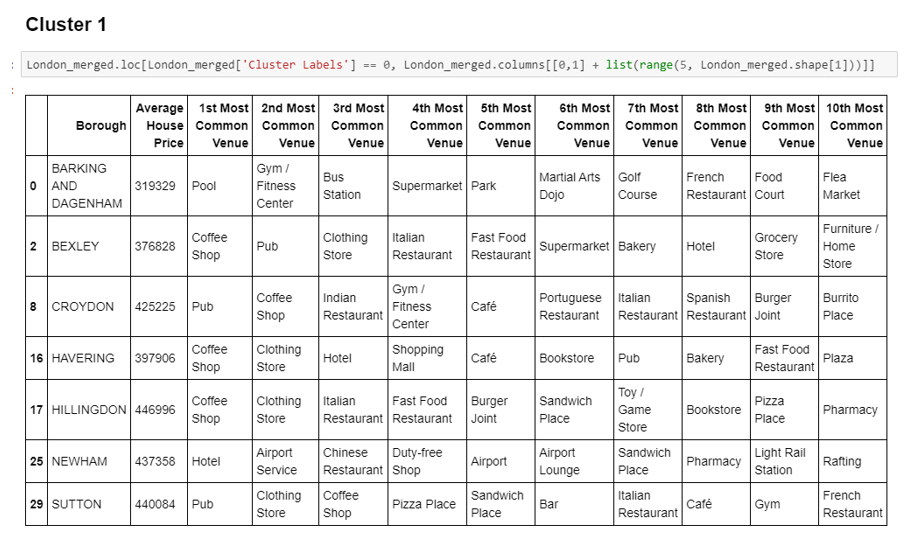 Cluster 1
London_merged.loc[London_merged['Cluster Labels'] == 0, London_merged.columns[[0,1] + list(range(5, London_merged.shape[1]))]]
Borough Average House Price 1st Most Common Venue 2nd Most Common Venue 3rd Most Common Venue 4th Most Common Venue 5th Most Common Venue 6th Most Common Venue 7th Most Common Venue 8th Most Common Venue 9th Most Common Venue 10th Most Common Venue
0 BARKING AND DAGENHAM 319329 Pool Gym / Fitness Center Bus Station Supermarket Park Martial Arts Dojo Golf Course French Restaurant Food Court Flea Market
2 BEXLEY 376828 Coffee Shop Pub Clothing Store Italian Restaurant Fast Food Restaurant Supermarket Bakery Hotel Grocery Store Furniture / Home Store
8 CROYDON 425225 Pub Coffee Shop Indian Restaurant Gym / Fitness Center Café Portuguese Restaurant Italian Restaurant Spanish Restaurant Burger Joint Burrito Place
16 HAVERING 397906 Coffee Shop Clothing Store Hotel Shopping Mall Café Bookstore Pub Bakery Fast Food Restaurant Plaza
17 HILLINGDON 446996 Coffee Shop Clothing Store Italian Restaurant Fast Food Restaurant Burger Joint Sandwich Place Toy / Game Store Bookstore Pizza Place Pharmacy
25 NEWHAM 437358 Hotel Airport Service Chinese Restaurant Duty-free Shop Airport Airport Lounge Sandwich Place Pharmacy Light Rail Station Rafting
29 SUTTON 440084 Pub Clothing Store Coffee Shop Pizza Place Sandwich Place Bar Italian Restaurant Café Gym French Restaurant